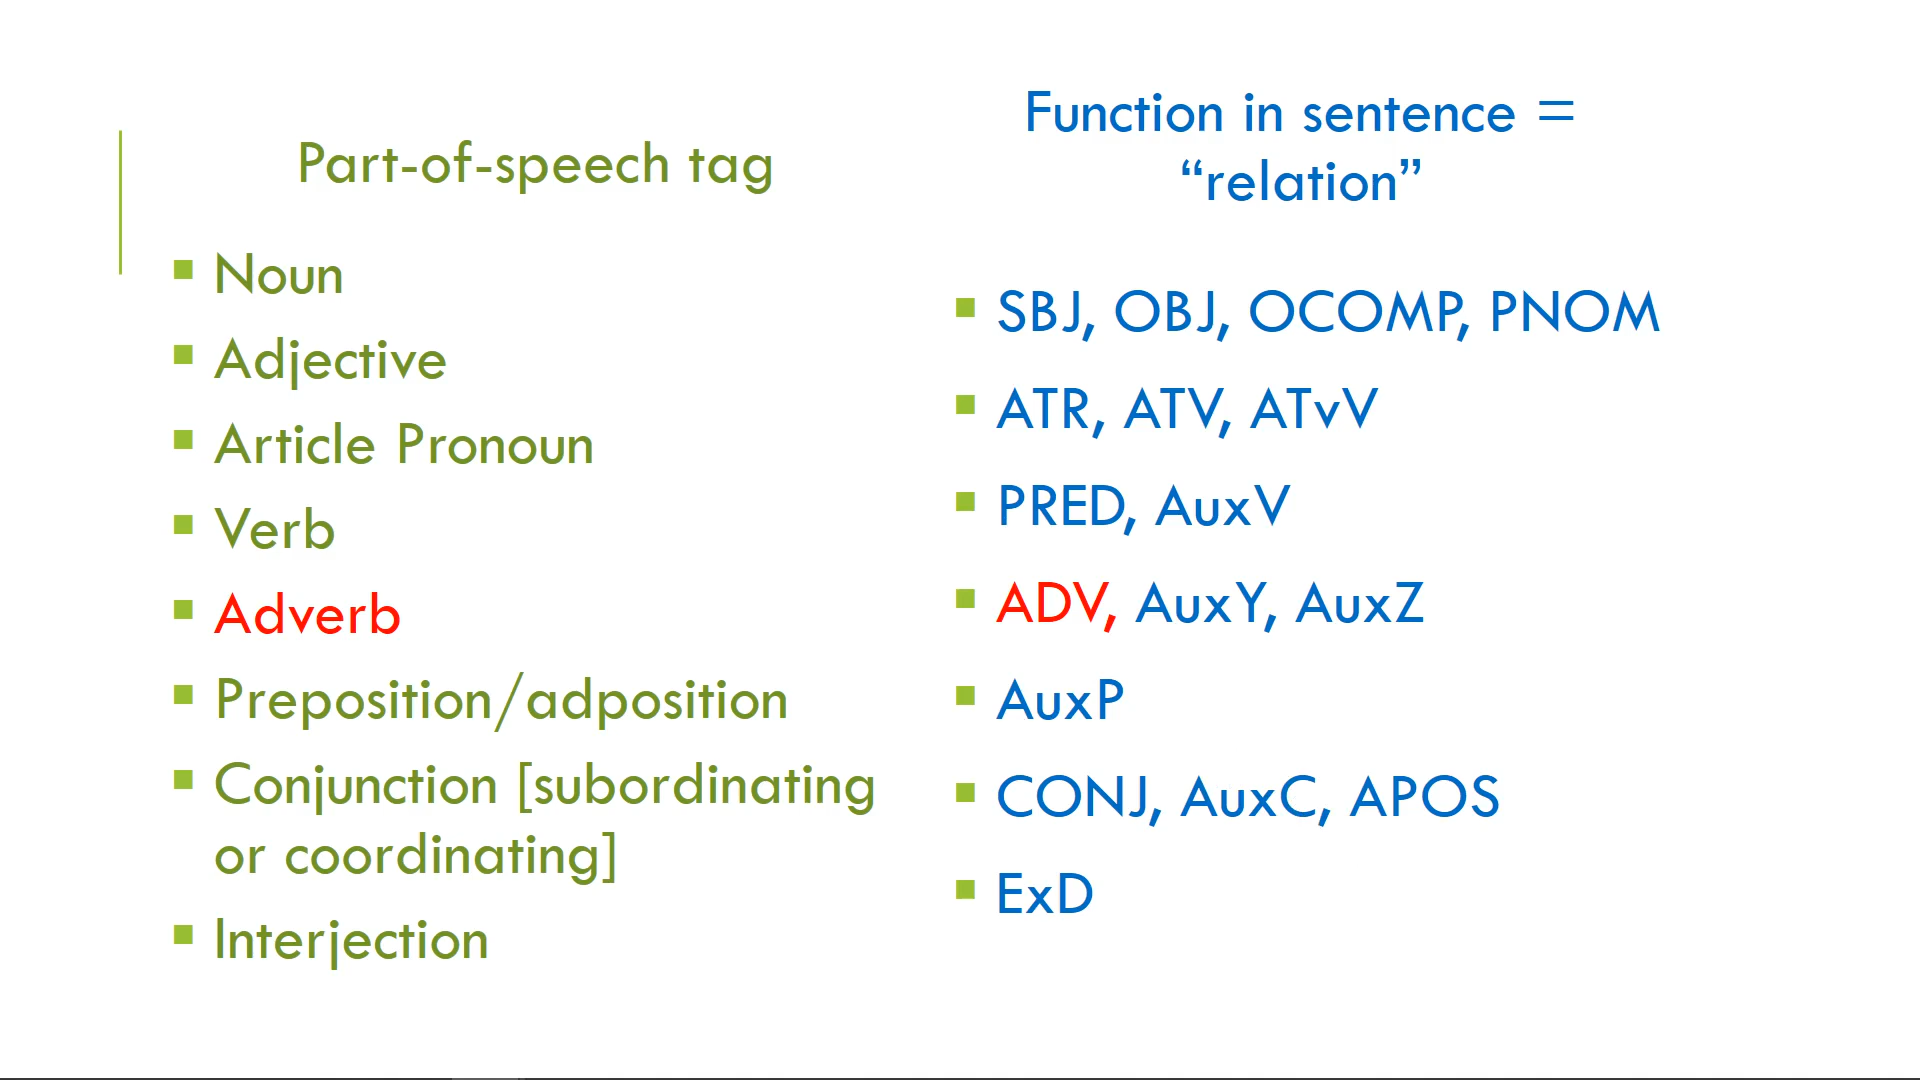 Part-of-speech tag
Noun
Adjective
Article Pronoun
Verb
Adverb
Preposition/adposition
Conjunction [subordinating
or coordinating]
Interjection
Function in sentence =
“relation”
SBJ, OBJ, OCOMP, PNOM
ATR, ATV, ATvV
PRED, AuxV
ADV, AuxY, AuxZ
AuxP
CONJ, AuxC, APOS
ExD